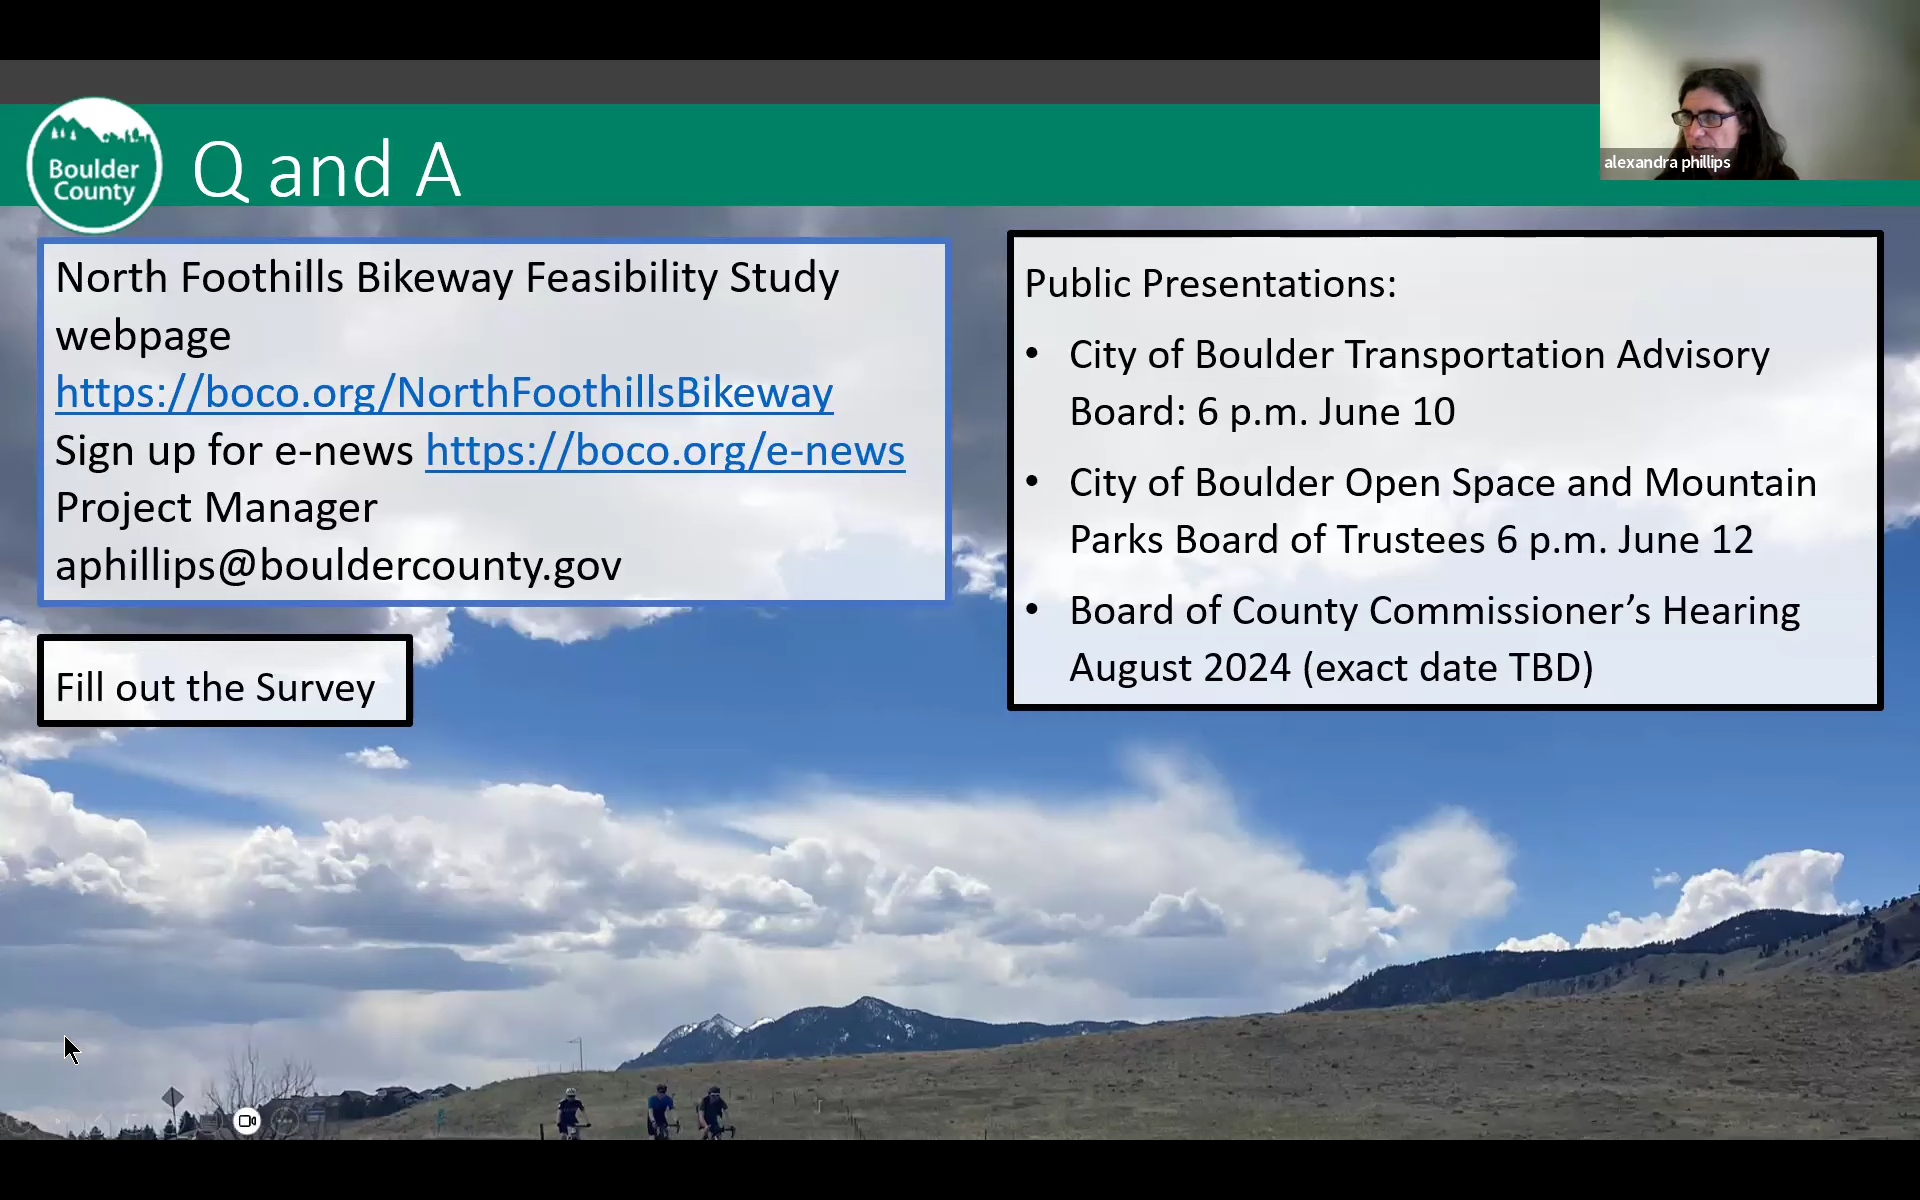 alexandra phillips
Boulder
County
Q and A
North Foothills Bikeway Feasibility Study
webpage
https://boco.org/NorthFoothillsBikeway
Sign up for e-news https://boco.org/e-news
Project Manager
aphillips@bouldercounty.gov
Fill out the Survey
Public Presentations:
• City of Boulder Transportation Advisory
Board: 6 p.m. June 10
• City of Boulder Open Space and Mountain
Parks Board of Trustees 6 p.m. June 12
• Board of County Commissioner’s Hearing
August 2024 (exact date TBD)